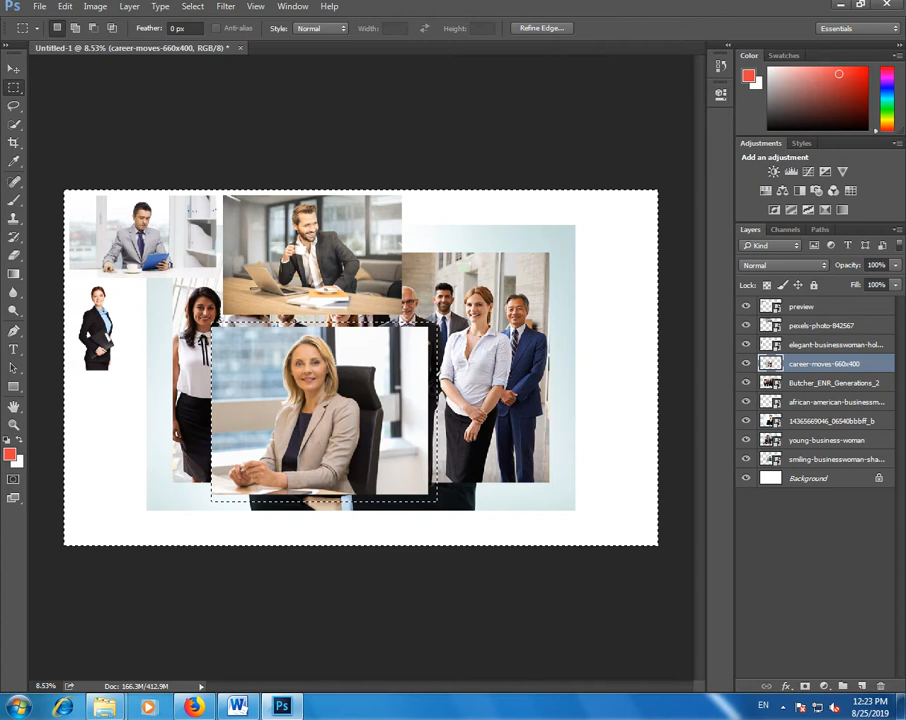 Ps File Edit Image Layer Type Select Filter View Window Help
Feather: 0 px Anti-alias Style: Normal Width: Height: Refine Edge... Essentials
Untitled-1 @ 8.53% (career-moves-660x400, RGB/8) * ×
Color Swatches
Adjustments Styles
Add an adjustment
Layers Channels Paths
Kind
Normal Opacity: 100%
Lock: Fill: 100%
preview
pexels-photo-842567
elegant-businesswoman-hol...
career-moves-660x400
Butcher_ENR_Generations_2
african-american-businessm...
14365669046_06540bbbff_b
young-business-woman
smiling-businesswoman-sha...
Background
8.53% Doc: 166.3M/412.9M
fx
W Ps EN 12:23 PM
8/25/2019